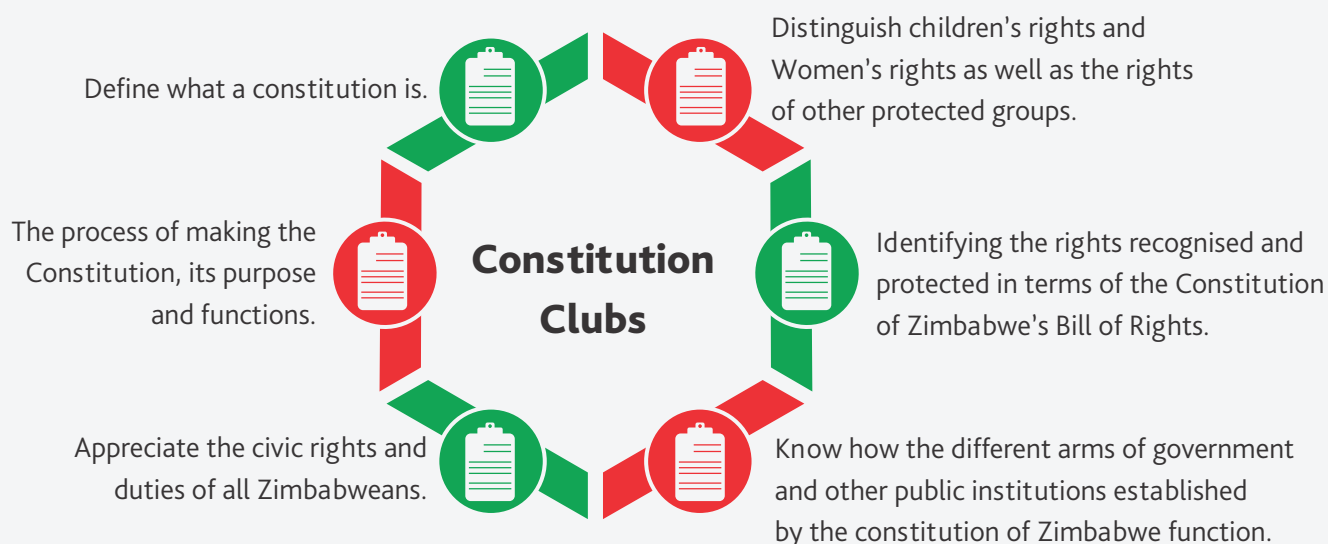 Define what a constitution is.
Distinguish children’s rights and
Women’s rights as well as the rights
of other protected groups.
The process of making the
Constitution, its purpose
and functions.
Constitution
Clubs
Identifying the rights recognised and
protected in terms of the Constitution
of Zimbabwe’s Bill of Rights.
Appreciate the civic rights and
duties of all Zimbabweans.
Know how the different arms of government
and other public institutions established
by the constitution of Zimbabwe function.